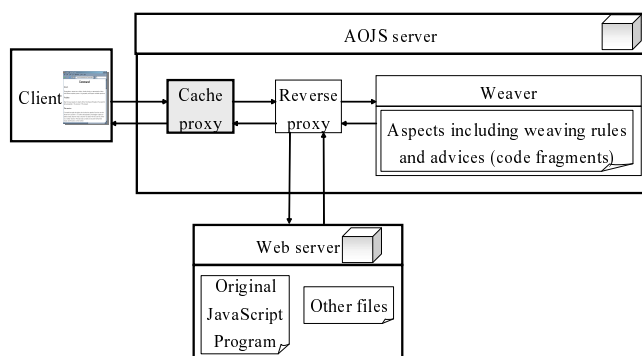 AOJS server
Client
Cache
proxy
Reverse
proxy
Weaver
Aspects including weaving rules
and advices (code fragments)
Web server
Original
JavaScript
Program
Other files